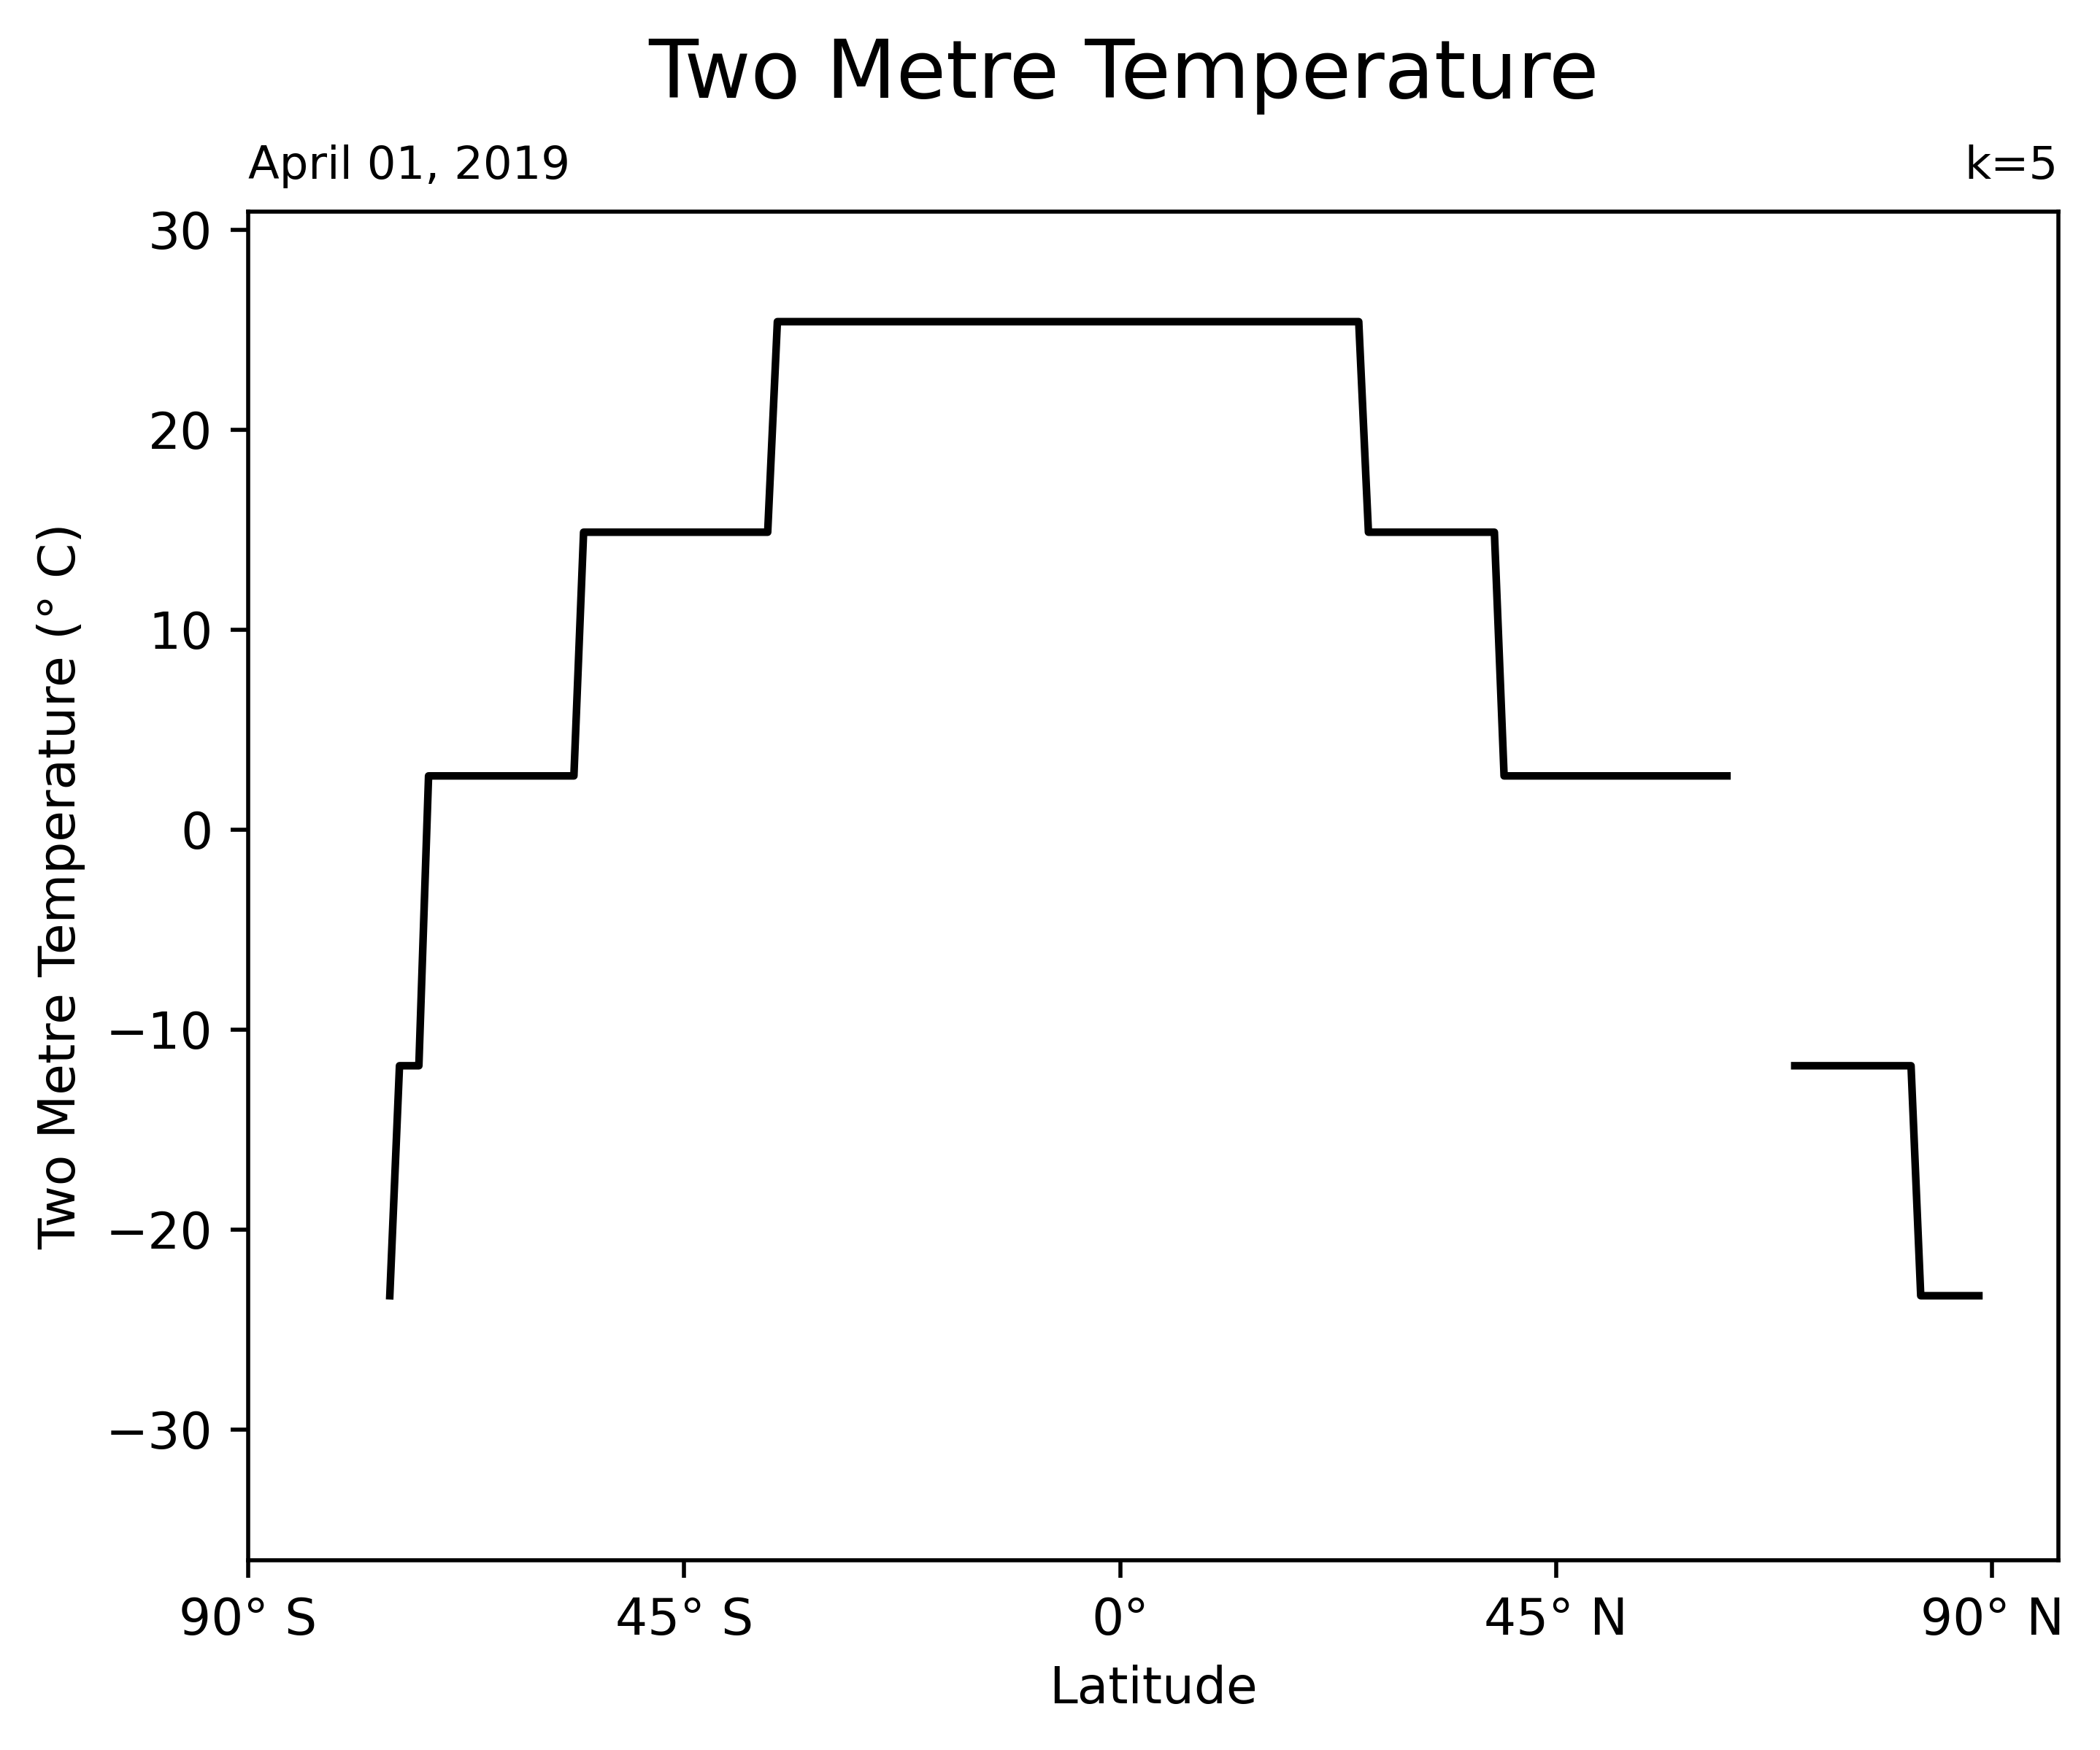 Two Metre Temperature
April 01, 2019
k=5
30
20
10
0
−10
−20
−30
Two Metre Temperature (° C)
90° S
45° S
0°
45° N
90° N
Latitude